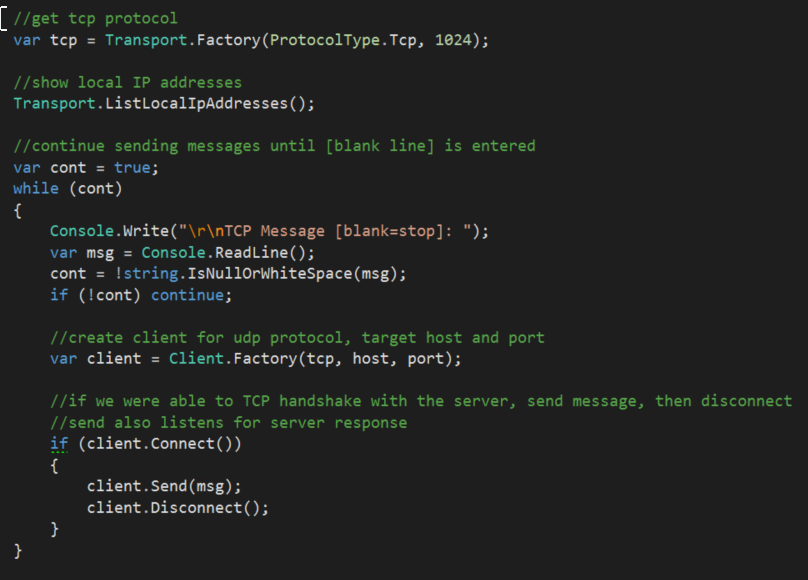 //get tcp protocol
var tcp = Transport.Factory(ProtocolType.Tcp, 1024);
//show local IP addresses
Transport.ListLocalIpAddresses();
//continue sending messages until [blank line] is entered
var cont = true;
while (cont)
{
    Console.Write("\r\nTCP Message [blank=stop]: ");
    var msg = Console.ReadLine();
    cont = !string.IsNullOrWhiteSpace(msg);
    if (!cont) continue;
    //create client for udp protocol, target host and port
    var client = Client.Factory(tcp, host, port);
    //if we were able to TCP handshake with the server, send message, then disconnect
    //send also listens for server response
    if (client.Connect())
    {
        client.Send(msg);
        client.Disconnect();
    }
}